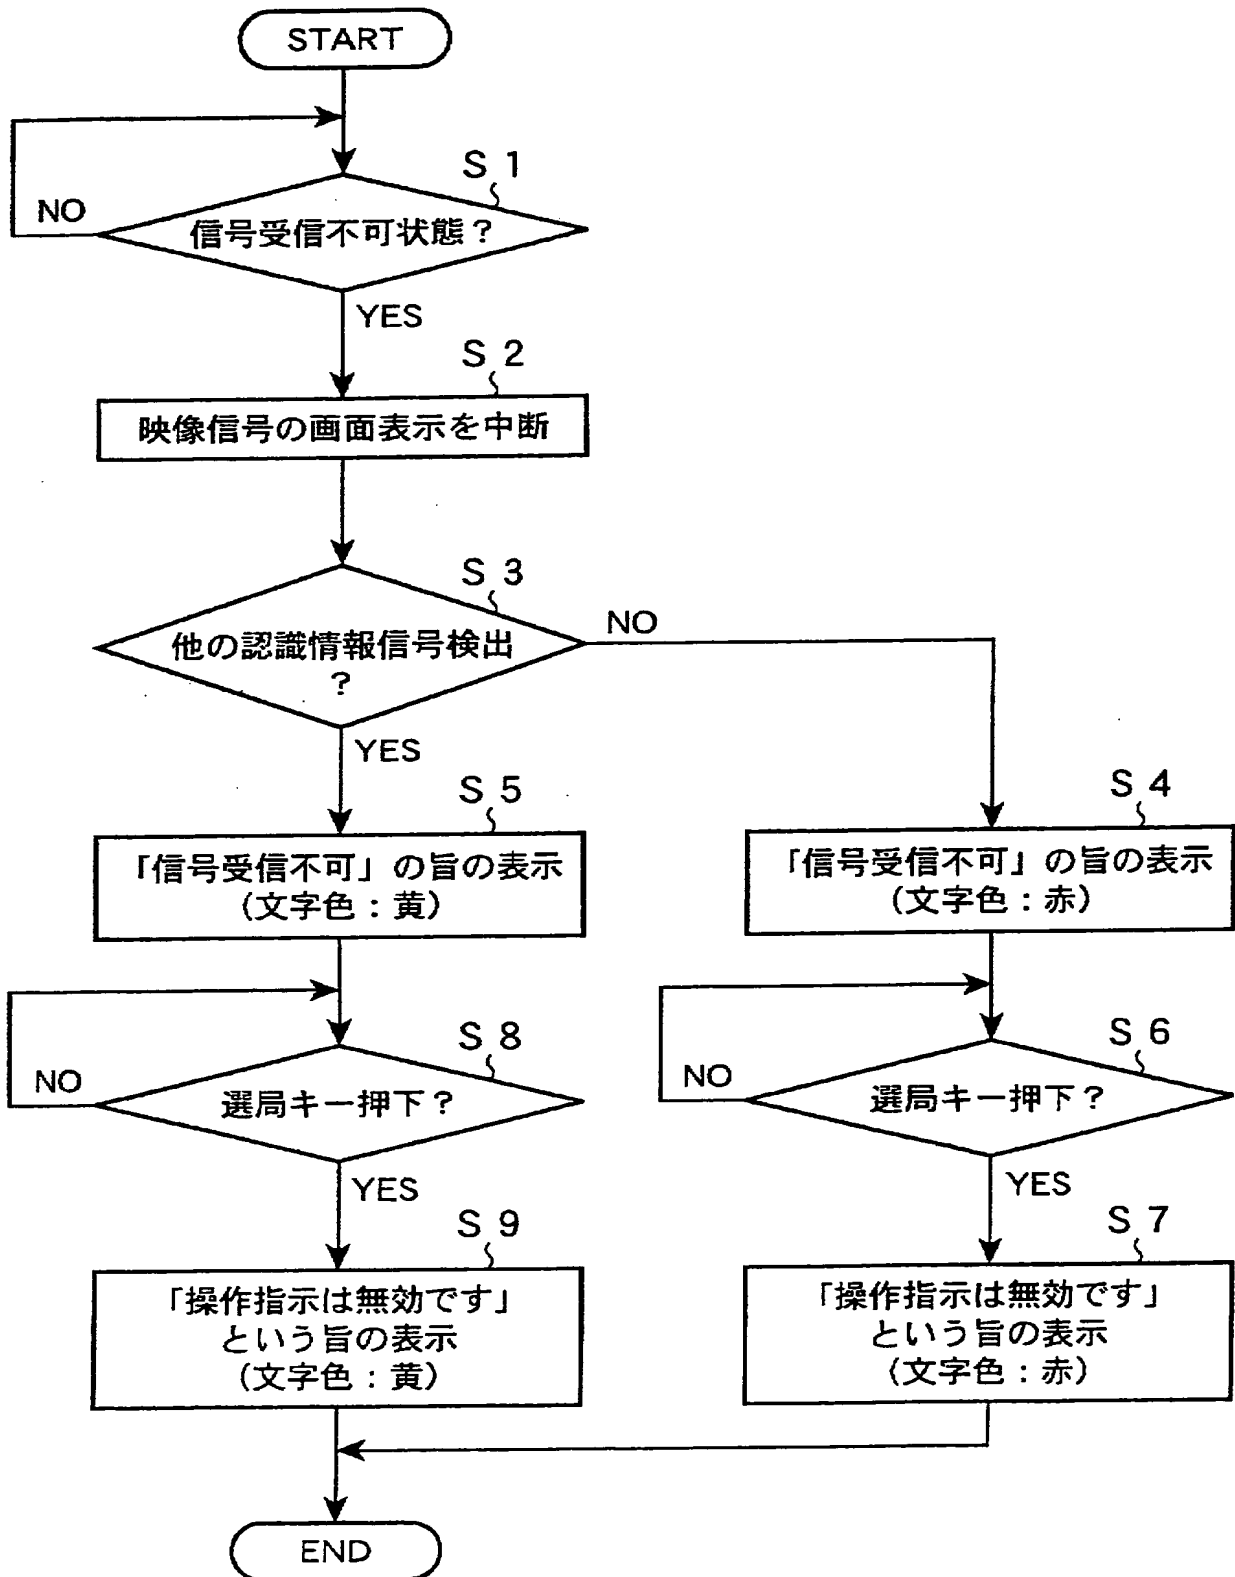 START
S 1
NO
信号受信不可状態？
YES
S 2
映像信号の画面表示を中断
S 3
NO
他の認識情報信号検出
？
YES
S 5
「信号受信不可」の旨の表示
（文字色：黄）
S 4
「信号受信不可」の旨の表示
（文字色：赤）
S 8
NO
選局キー押下？
YES
S 6
NO
選局キー押下？
YES
S 9
「操作指示は無効です」
という旨の表示
（文字色：黄）
S 7
「操作指示は無効です」
という旨の表示
（文字色：赤）
END